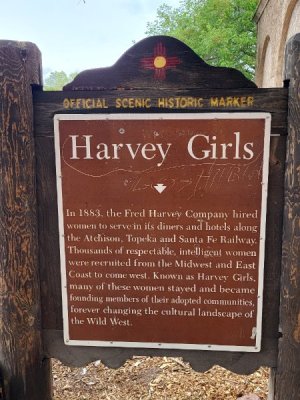 OFFICIAL SCENIC HISTORIC MARKER
Harvey Girls
In 1883, the Fred Harvey Company hired
women to serve in its diners and hotels along
the Atchison, Topeka and Santa Fe Railway.
Thousands of respectable, intelligent women
were recruited from the Midwest and East
Coast to come west. Known as Harvey Girls,
many of these women stayed and became
founding members of their adopted communities,
forever changing the cultural landscape of
the Wild West.